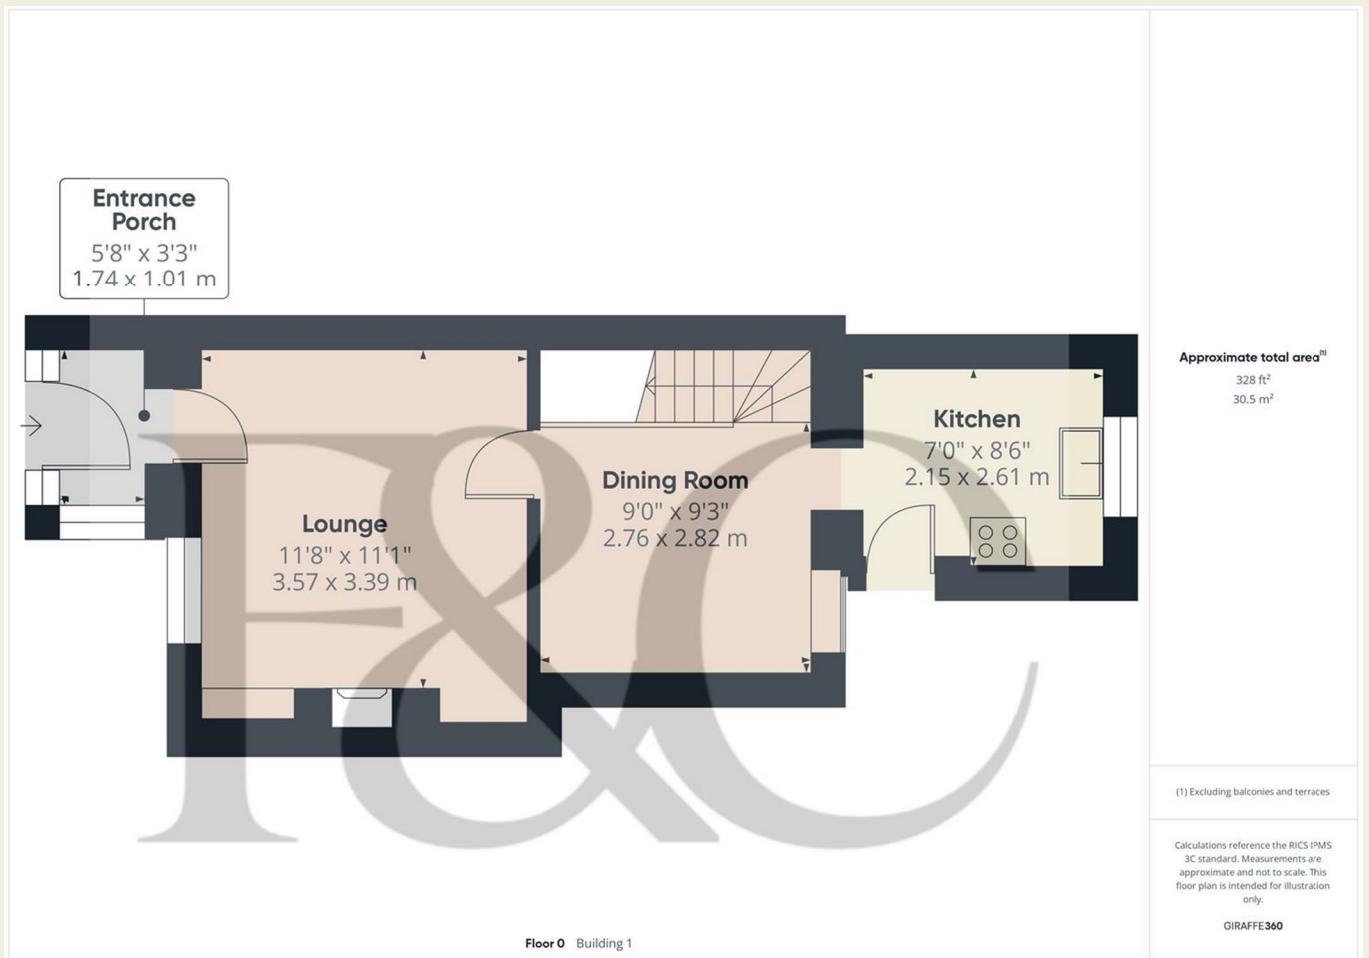 Entrance
Porch
5'8" x 3'3"
1.74 x 1.01 m
Lounge
11'8" x 11'1"
3.57 x 3.39 m
Dining Room
9'0" x 9'3"
2.76 x 2.82 m
Kitchen
7'0" x 8'6"
2.15 x 2.61 m
F&C
Floor 0 Building 1
Approximate total area(1)
328 ft²
30.5 m²
(1) Excluding balconies and terraces
Calculations reference the RICS IPMS
3C standard. Measurements are
approximate and not to scale. This
floor plan is intended for illustration
only.
GIRAFFE360